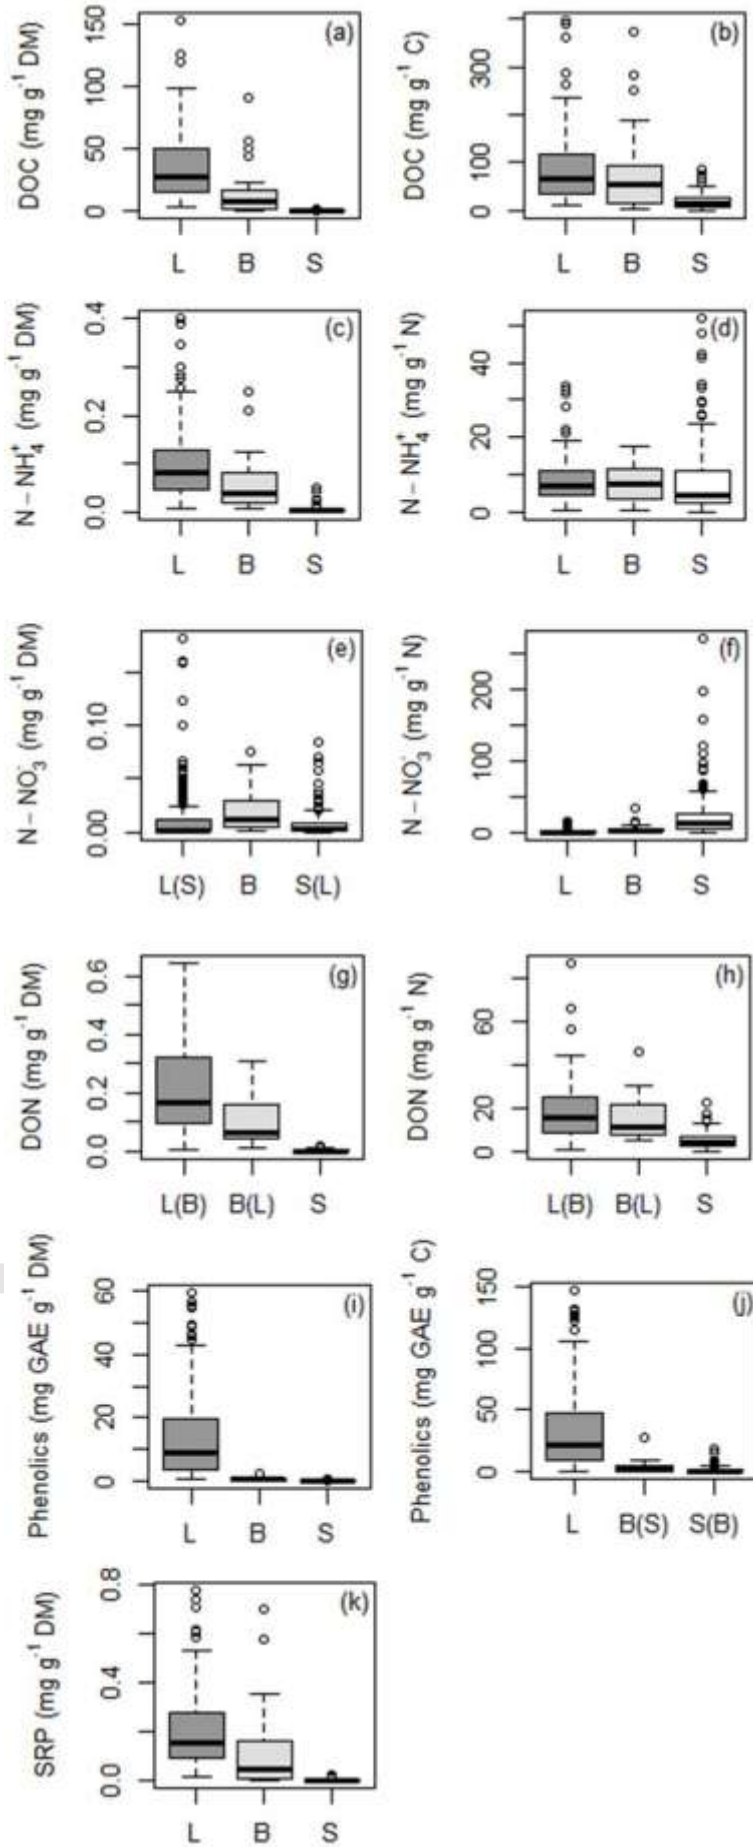 DOC (mg g⁻¹ DM)
150
100
50
0
(a)
L B S
DOC (mg g⁻¹ C)
300
100
0
(b)
L B S
N − NH₄⁺ (mg g⁻¹ DM)
0.4
0.2
0.0
(c)
L B S
N − NH₄⁺ (mg g⁻¹ N)
40
20
0
(d)
L B S
N − NO₃⁻ (mg g⁻¹ DM)
0.10
0.00
(e)
L(S) B S(L)
N − NO₃⁻ (mg g⁻¹ N)
200
100
0
(f)
L B S
DON (mg g⁻¹ DM)
0.6
0.4
0.2
0.0
(g)
L(B) B(L) S
DON (mg g⁻¹ N)
60
20
0
(h)
L(B) B(L) S
Phenolics (mg GAE g⁻¹ DM)
60
40
20
0
(i)
L B S
Phenolics (mg GAE g⁻¹ C)
150
100
50
0
(j)
L B(S) S(B)
SRP (mg g⁻¹ DM)
0.8
0.4
0.0
(k)
L B S